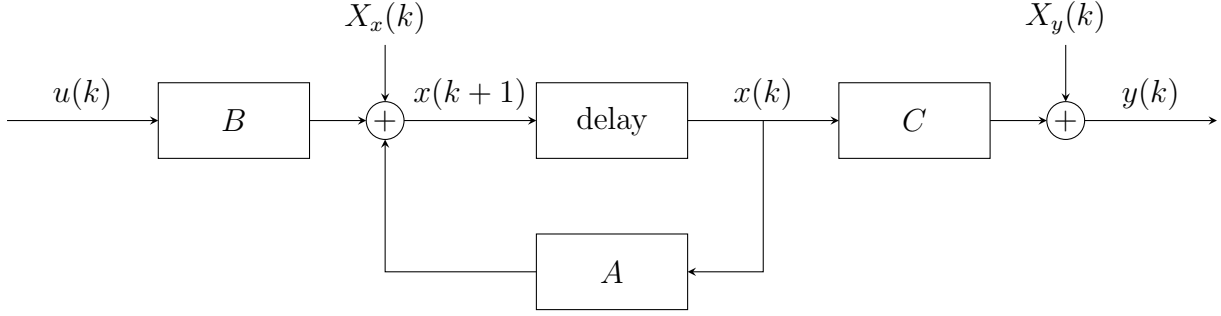 X_x(k)
X_y(k)
u(k)
B
+
x(k + 1)
delay
x(k)
C
+
y(k)
A